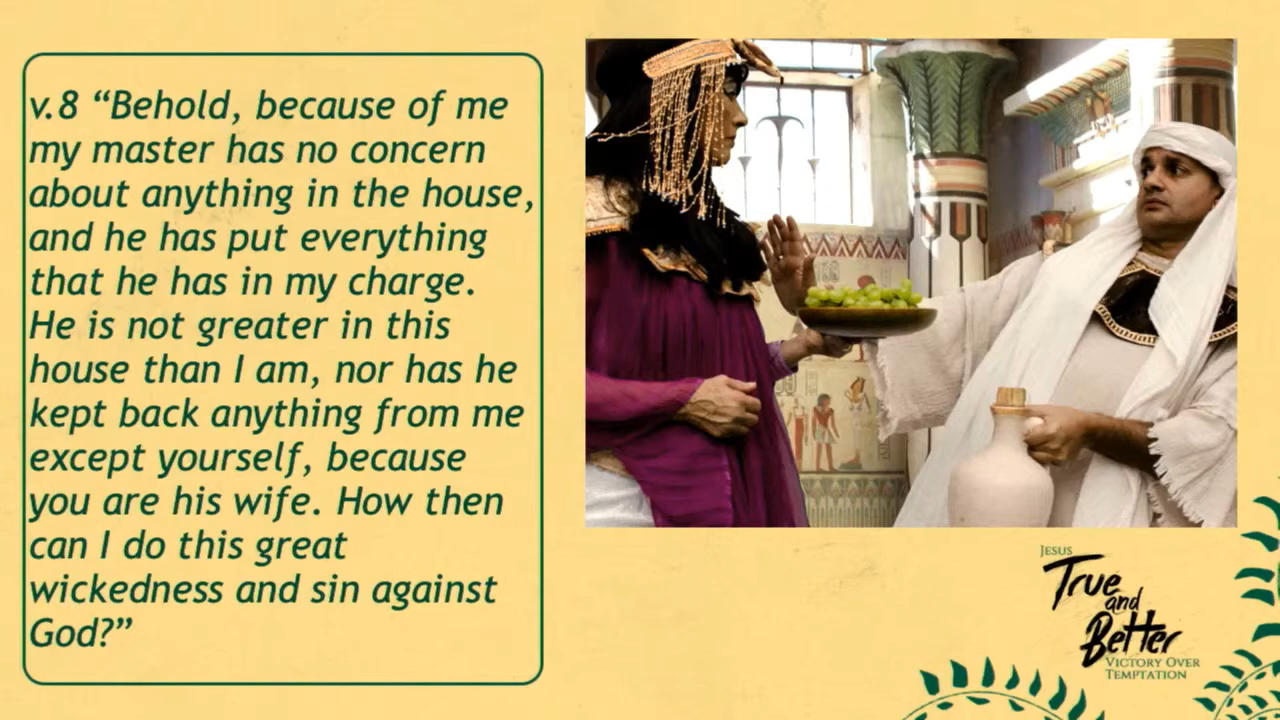 v.8 “Behold, because of me
my master has no concern
about anything in the house,
and he has put everything
that he has in my charge.
He is not greater in this
house than I am, nor has he
kept back anything from me
except yourself, because
you are his wife. How then
can I do this great
wickedness and sin against
God?”
JESUS
True
and
Better
VICTORY OVER
TEMPTATION